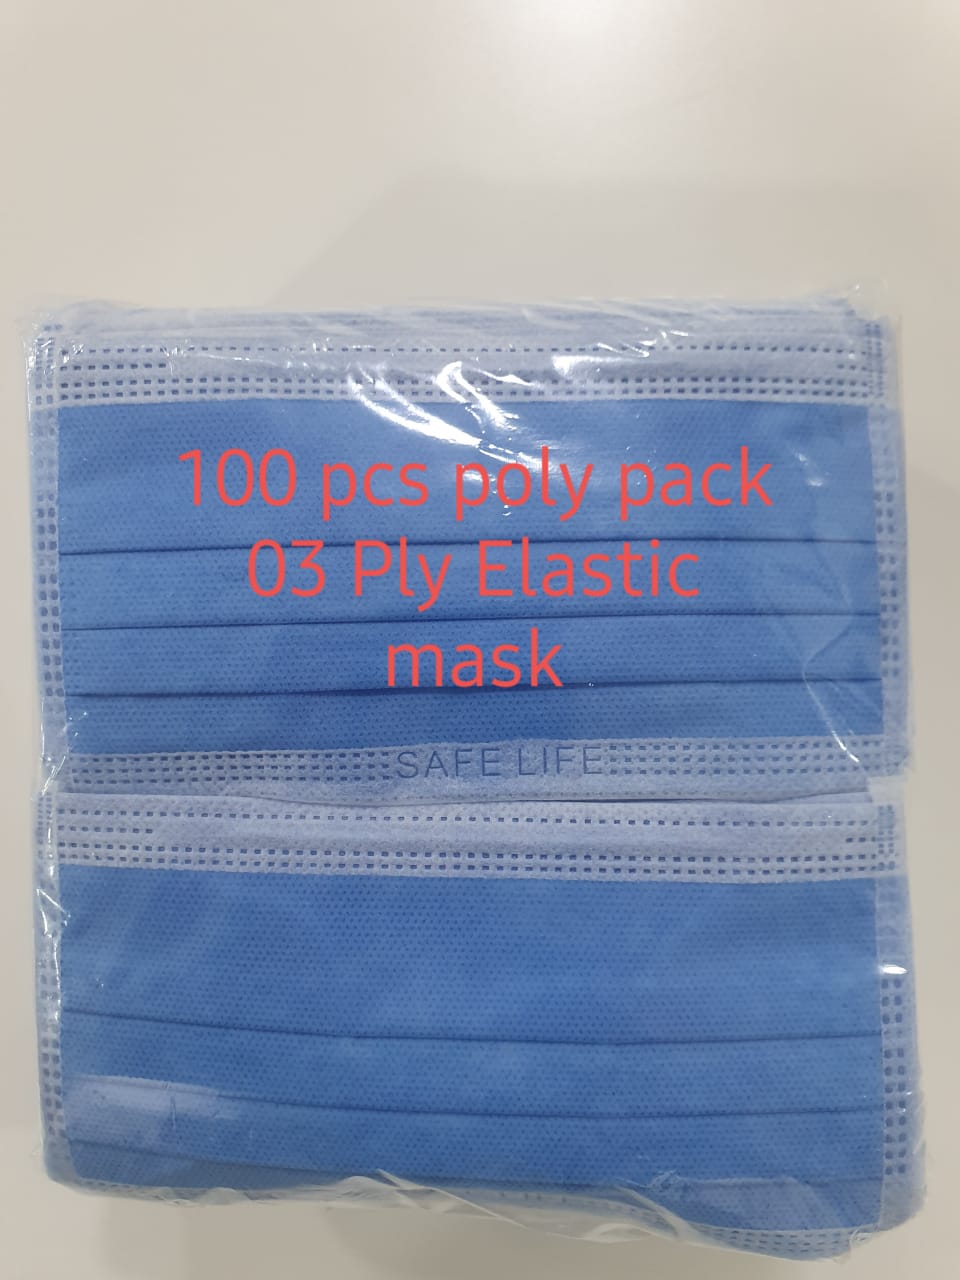 100 pcs poly pack
03 Ply Elastic
mask
SAFE LIFE